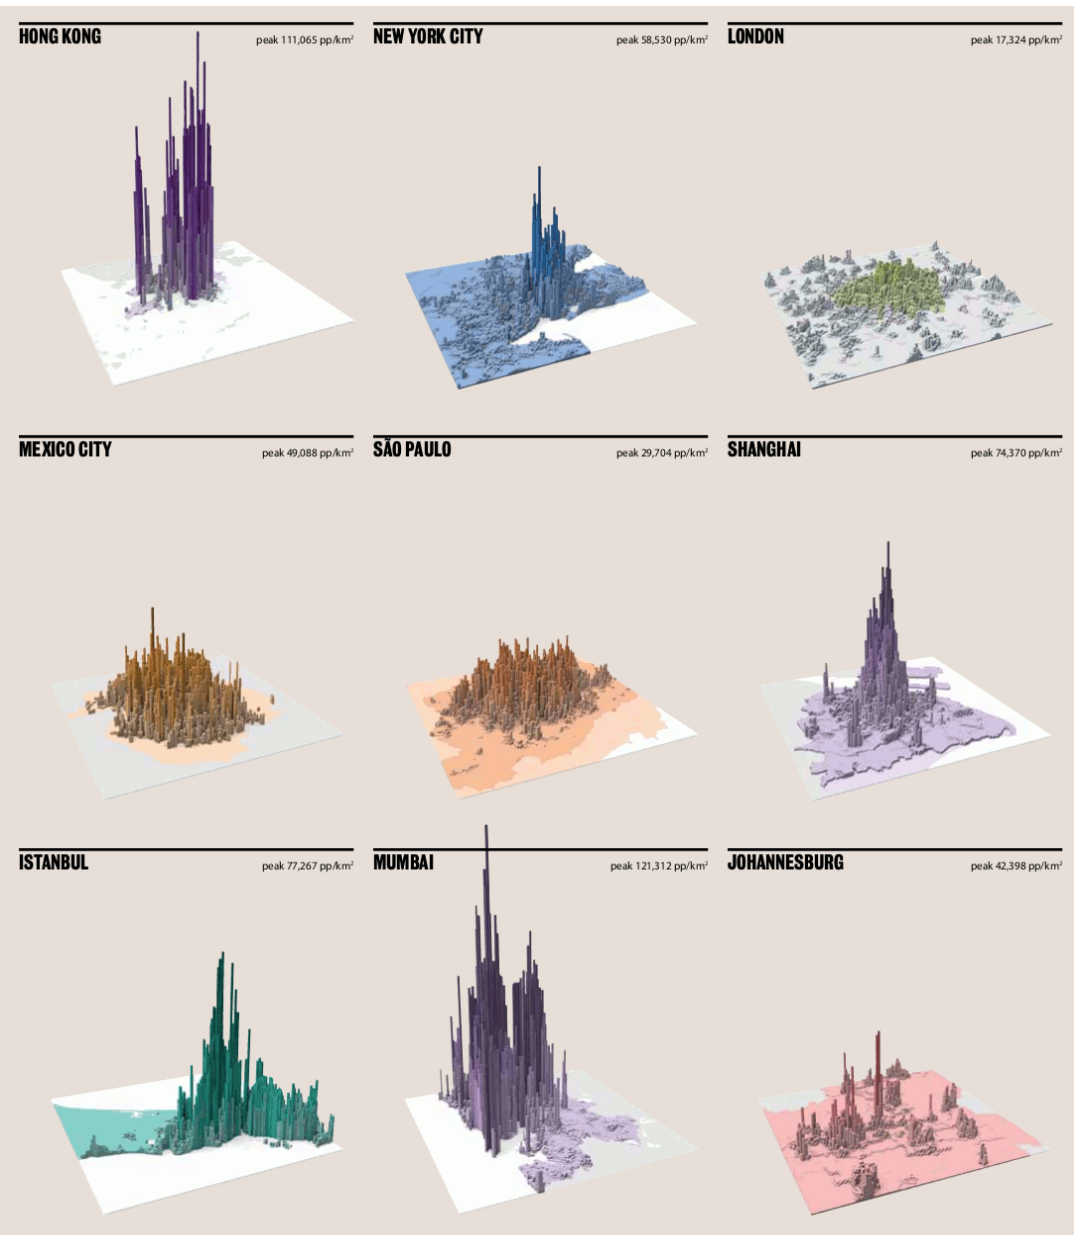 HONG KONG
peak 111,065 pp/km²
NEW YORK CITY
peak 58,530 pp/km²
LONDON
peak 17,324 pp/km²
MEXICO CITY
peak 49,088 pp/km²
SÃO PAULO
peak 29,704 pp/km²
SHANGHAI
peak 74,370 pp/km²
ISTANBUL
peak 77,267 pp/km²
MUMBAI
peak 121,312 pp/km²
JOHANNESBURG
peak 42,398 pp/km²